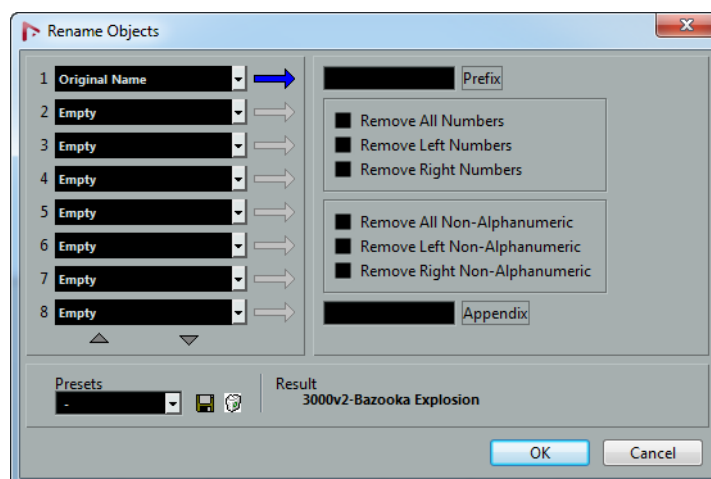 Rename Objects
1 Original Name
2 Empty
3 Empty
4 Empty
5 Empty
6 Empty
7 Empty
8 Empty
Prefix
Remove All Numbers
Remove Left Numbers
Remove Right Numbers
Remove All Non-Alphanumeric
Remove Left Non-Alphanumeric
Remove Right Non-Alphanumeric
Appendix
Presets
-
Result
3000v2-Bazooka Explosion
OK
Cancel